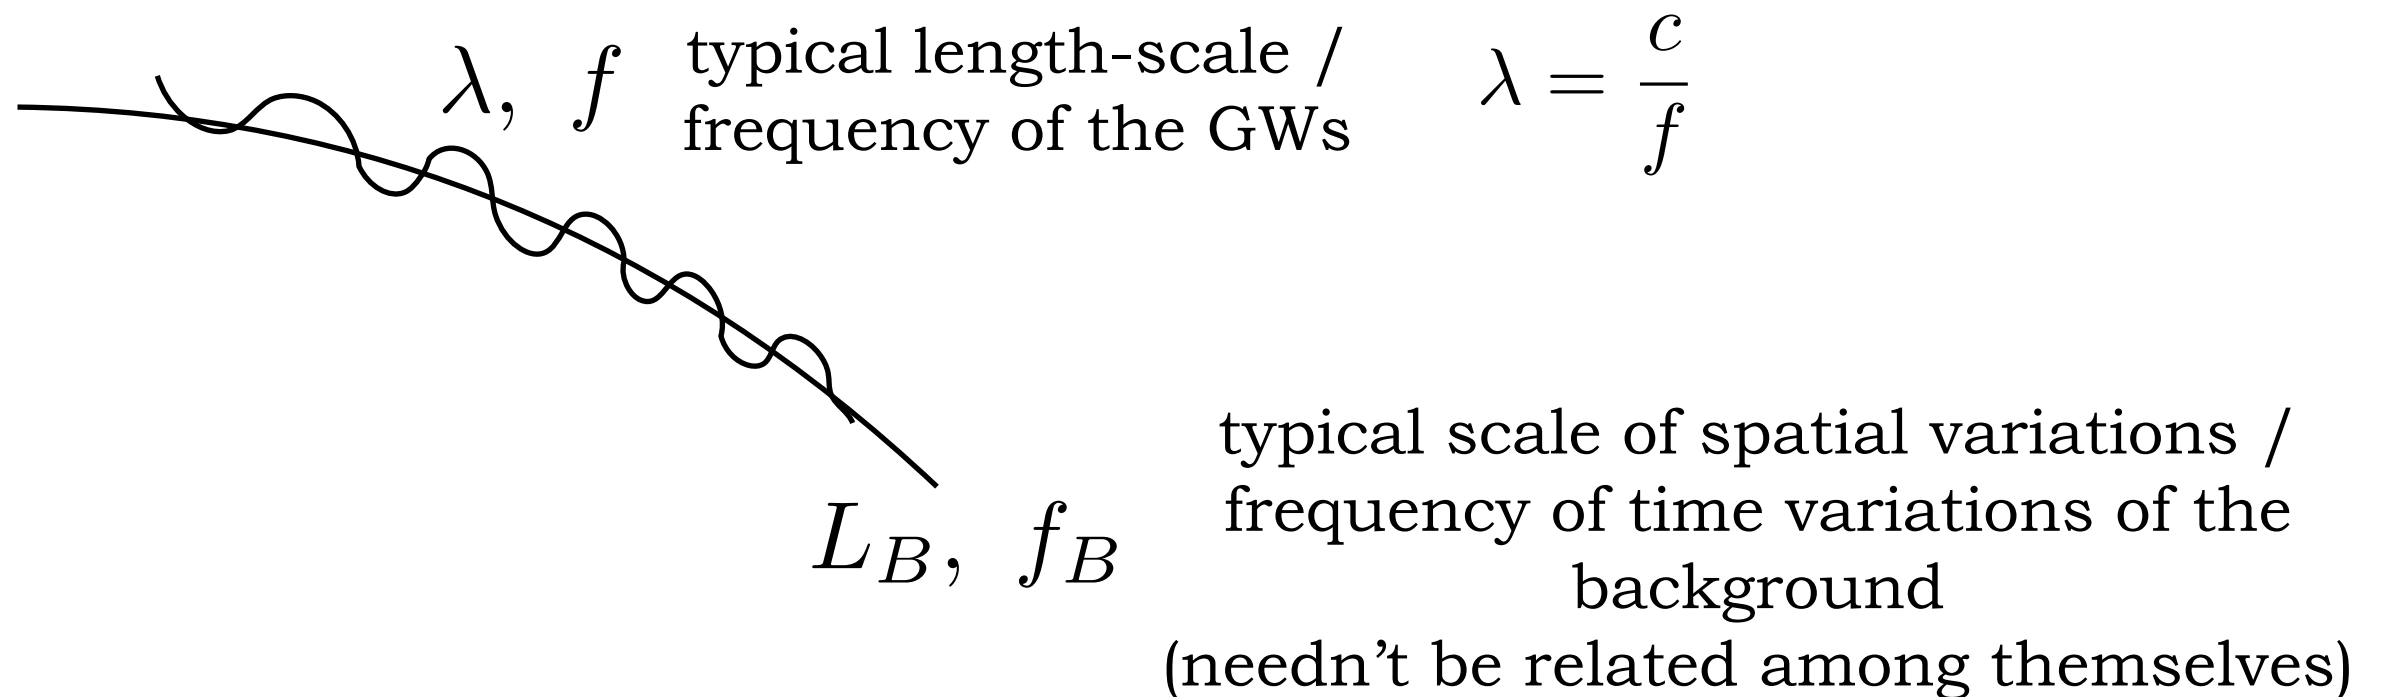 λ, f typical length-scale / λ = c/f
frequency of the GWs
typical scale of spatial variations /
frequency of time variations of the
L_B, f_B
background
(needn’t be related among themselves)